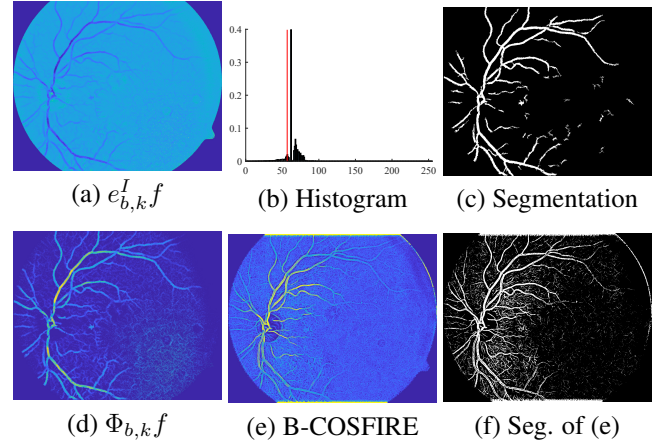 0.4
0.3
0.2
0.1
0
0 50 100 150 200 250
(a) e^I_{b,k} f
(b) Histogram
(c) Segmentation
(d) Φ_{b,k} f
(e) B-COSFIRE
(f) Seg. of (e)